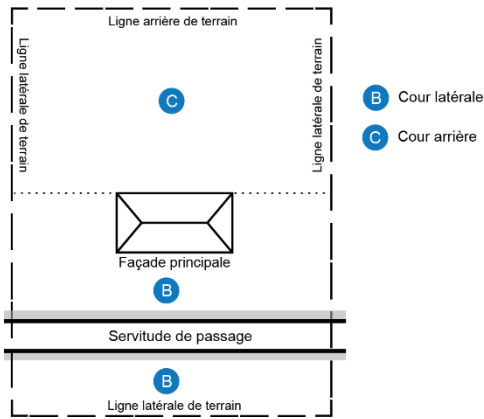 Ligne arrière de terrain
Ligne latérale de terrain
Ligne latérale de terrain
C
B Cour latérale
C Cour arrière
Façade principale
B
Servitude de passage
B
Ligne latérale de terrain